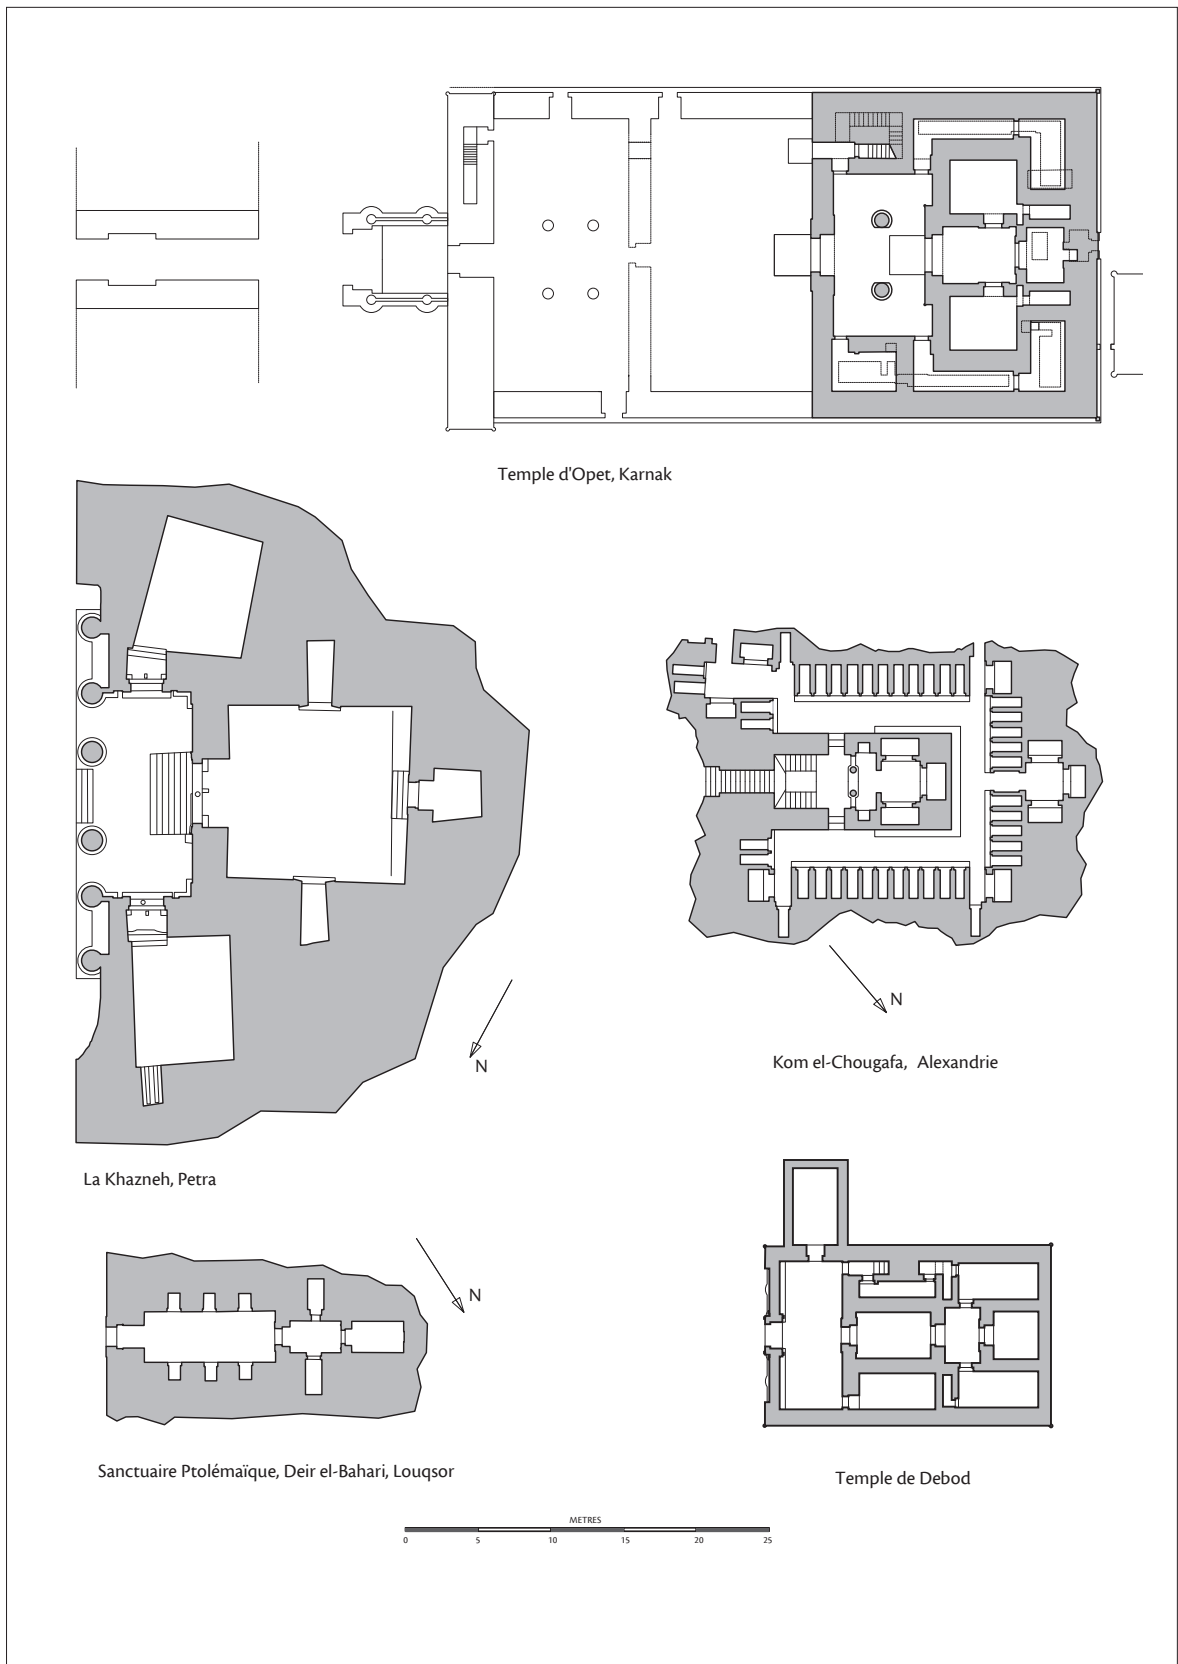 Temple d'Opet, Karnak
N
N
Kom el-Chougafa, Alexandrie
La Khazneh, Petra
N
Sanctuaire Ptolémaïque, Deir el-Bahari, Louqsor
Temple de Debod
METRES
0 5 10 15 20 25